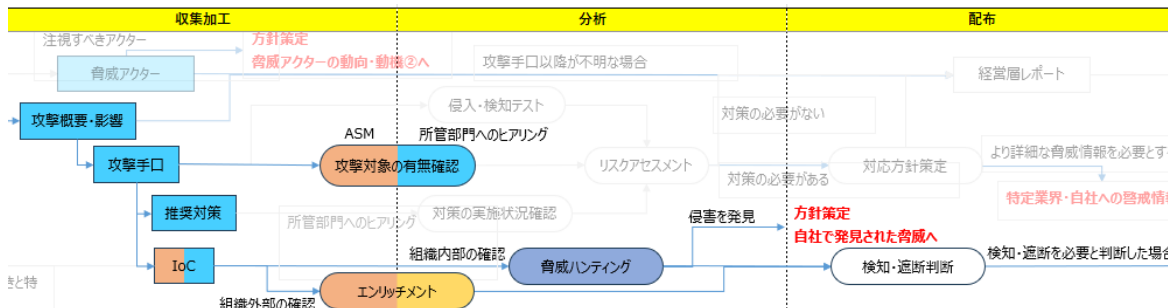 収集加工
分析
配布
注視すべきアクター
方針策定
脅威アクターの動向・動機②へ
脅威アクター
攻撃手口以降が不明な場合
経営層レポート
攻撃概要・影響
侵入・検知テスト
対策の必要がない
ASM
所管部門へのヒアリング
攻撃手口
攻撃対象の有無確認
リスクアセスメント
対応方針策定
より詳細な脅威情報を必要とす
対策の必要がある
特定業界・自社への警戒情報
推奨対策
所管部門へのヒアリング
対策の実施状況確認
侵害を発見
方針策定
自社で発見された脅威へ
IoC
組織内部の確認
脅威ハンティング
検知・遮断判断
検知・遮断を必要と判断した場合
きと特
エンリッチメント
組織外部の確認